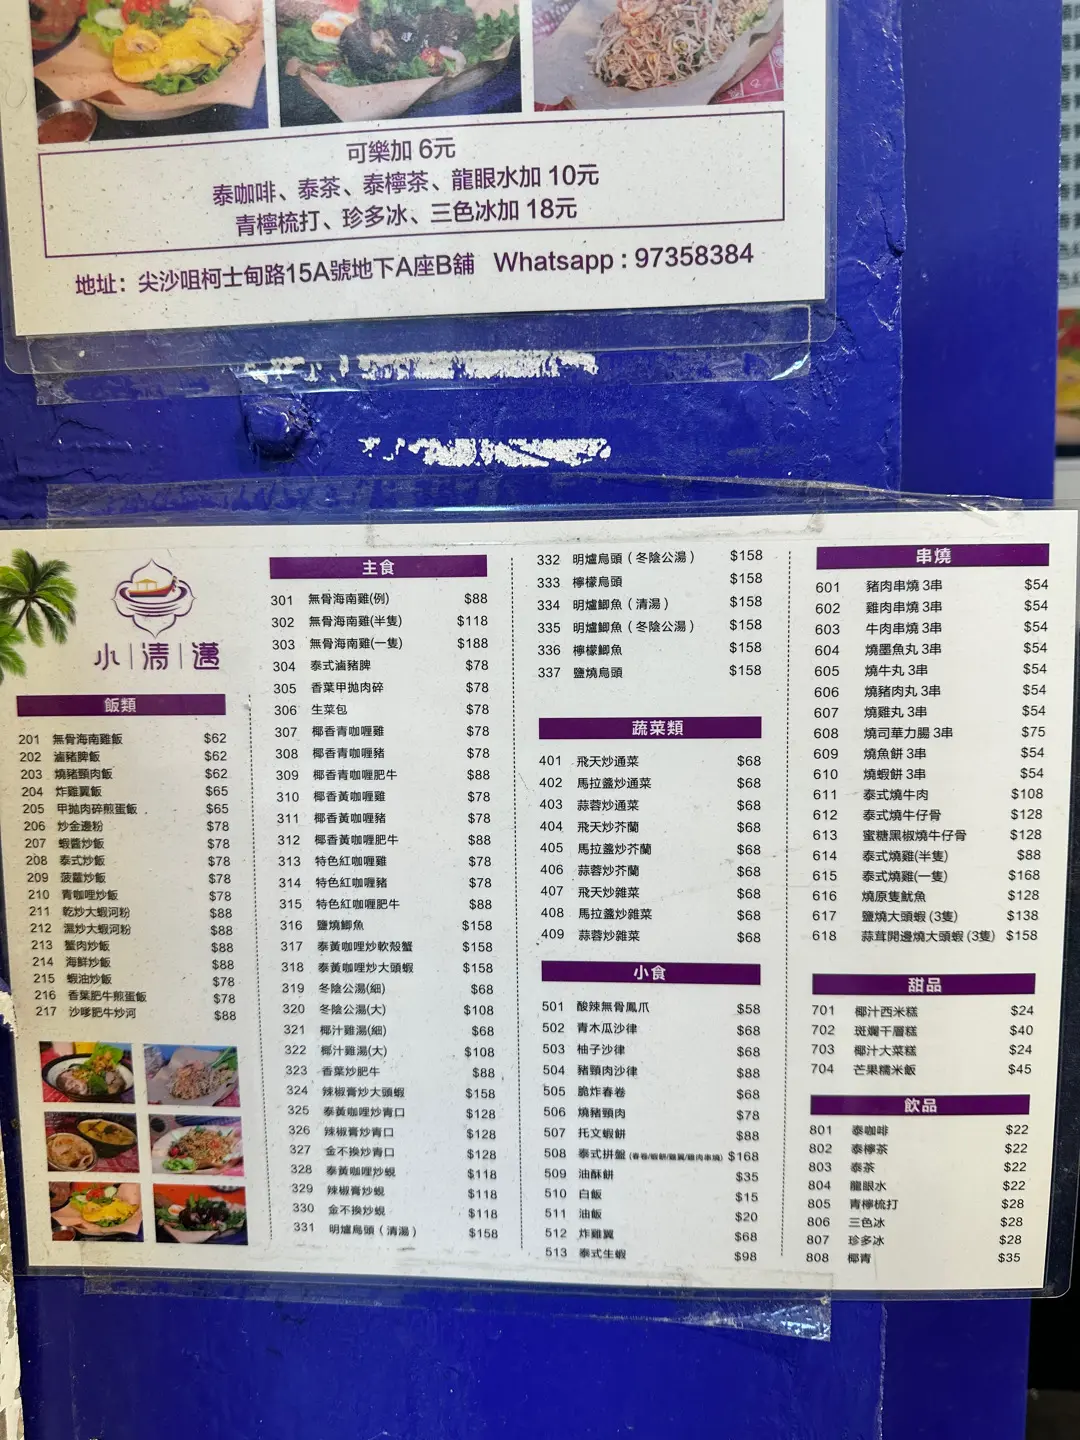 可樂加 6元
泰咖啡、泰茶、泰檸茶、龍眼水加 10元
青檸梳打、珍多冰、三色冰加 18元
地址：尖沙咀柯士甸路15A號地下A座B舖 Whatsapp : 97358384
小清邁
飯類
201 無骨海南雞飯 $62
202 滷豬脾飯 $62
203 燒豬頸肉飯 $62
204 炸雞翼飯 $65
205 甲抛肉碎煎蛋飯 $65
206 炒金邊粉 $78
207 蝦醬炒飯 $78
208 泰式炒飯 $78
209 菠蘿炒飯 $78
210 青咖哩炒飯 $78
211 乾炒大蝦河粉 $88
212 濕炒大蝦河粉 $88
213 蟹肉炒飯 $88
214 海鮮炒飯 $88
215 蝦油炒飯 $78
216 香葉肥牛煎蛋飯 $78
217 沙嗲肥牛炒河 $88
主食
301 無骨海南雞(例) $88
302 無骨海南雞(半隻) $118
303 無骨海南雞(一隻) $188
304 泰式滷豬脾 $78
305 香葉甲抛肉碎 $78
306 生菜包 $78
307 椰香青咖喱雞 $78
308 椰香青咖喱豬 $78
309 椰香青咖喱肥牛 $88
310 椰香黃咖喱雞 $78
311 椰香黃咖喱豬 $78
312 椰香黃咖喱肥牛 $88
313 特色紅咖喱雞 $78
314 特色紅咖喱豬 $78
315 特色紅咖喱肥牛 $88
316 鹽燒鯽魚 $158
317 泰黃咖哩炒軟殼蟹 $158
318 泰黃咖哩炒大頭蝦 $158
319 冬陰公湯(細) $68
320 冬陰公湯(大) $108
321 椰汁雞湯(細) $68
322 椰汁雞湯(大) $108
323 香葉炒肥牛 $88
324 辣椒膏炒大頭蝦 $158
325 泰黃咖哩炒青口 $128
326 辣椒膏炒青口 $128
327 金不換炒青口 $128
328 泰黃咖哩炒蜆 $118
329 辣椒膏炒蜆 $118
330 金不換炒蜆 $118
331 明爐烏頭（清湯） $158
332 明爐烏頭（冬陰公湯） $158
333 檸檬烏頭 $158
334 明爐鯽魚（清湯） $158
335 明爐鯽魚（冬陰公湯） $158
336 檸檬鯽魚 $158
337 鹽燒烏頭 $158
蔬菜類
401 飛天炒通菜 $68
402 馬拉盞炒通菜 $68
403 蒜蓉炒通菜 $68
404 飛天炒芥蘭 $68
405 馬拉盞炒芥蘭 $68
406 蒜蓉炒芥蘭 $68
407 飛天炒雜菜 $68
408 馬拉盞炒雜菜 $68
409 蒜蓉炒雜菜 $68
小食
501 酸辣無骨鳳爪 $58
502 青木瓜沙律 $68
503 柚子沙律 $68
504 豬頸肉沙律 $88
505 脆炸春卷 $68
506 燒豬頸肉 $78
507 托文蝦餅 $88
508 泰式拼盤 (春卷/蝦餅/雞翼/雞肉串燒) $168
509 油酥餅 $35
510 白飯 $15
511 油飯 $20
512 炸雞翼 $68
513 泰式生蝦 $98
串燒
601 豬肉串燒 3串 $54
602 雞肉串燒 3串 $54
603 牛肉串燒 3串 $54
604 燒墨魚丸 3串 $54
605 燒牛丸 3串 $54
606 燒豬肉丸 3串 $54
607 燒雞丸 3串 $54
608 燒司華力腸 3串 $75
609 燒魚餅 3串 $54
610 燒蝦餅 3串 $54
611 泰式燒牛肉 $108
612 泰式燒牛仔骨 $128
613 蜜糖黑椒燒牛仔骨 $128
614 泰式燒雞(半隻) $88
615 泰式燒雞(一隻) $168
616 燒原隻魷魚 $128
617 鹽燒大頭蝦 (3隻) $138
618 蒜茸開邊燒大頭蝦 (3隻) $158
甜品
701 椰汁西米糕 $24
702 斑斕千層糕 $40
703 椰汁大菜糕 $24
704 芒果糯米飯 $45
飲品
801 泰咖啡 $22
802 泰檸茶 $22
803 泰茶 $22
804 龍眼水 $22
805 青檸梳打 $28
806 三色冰 $28
807 珍多冰 $28
808 椰青 $35